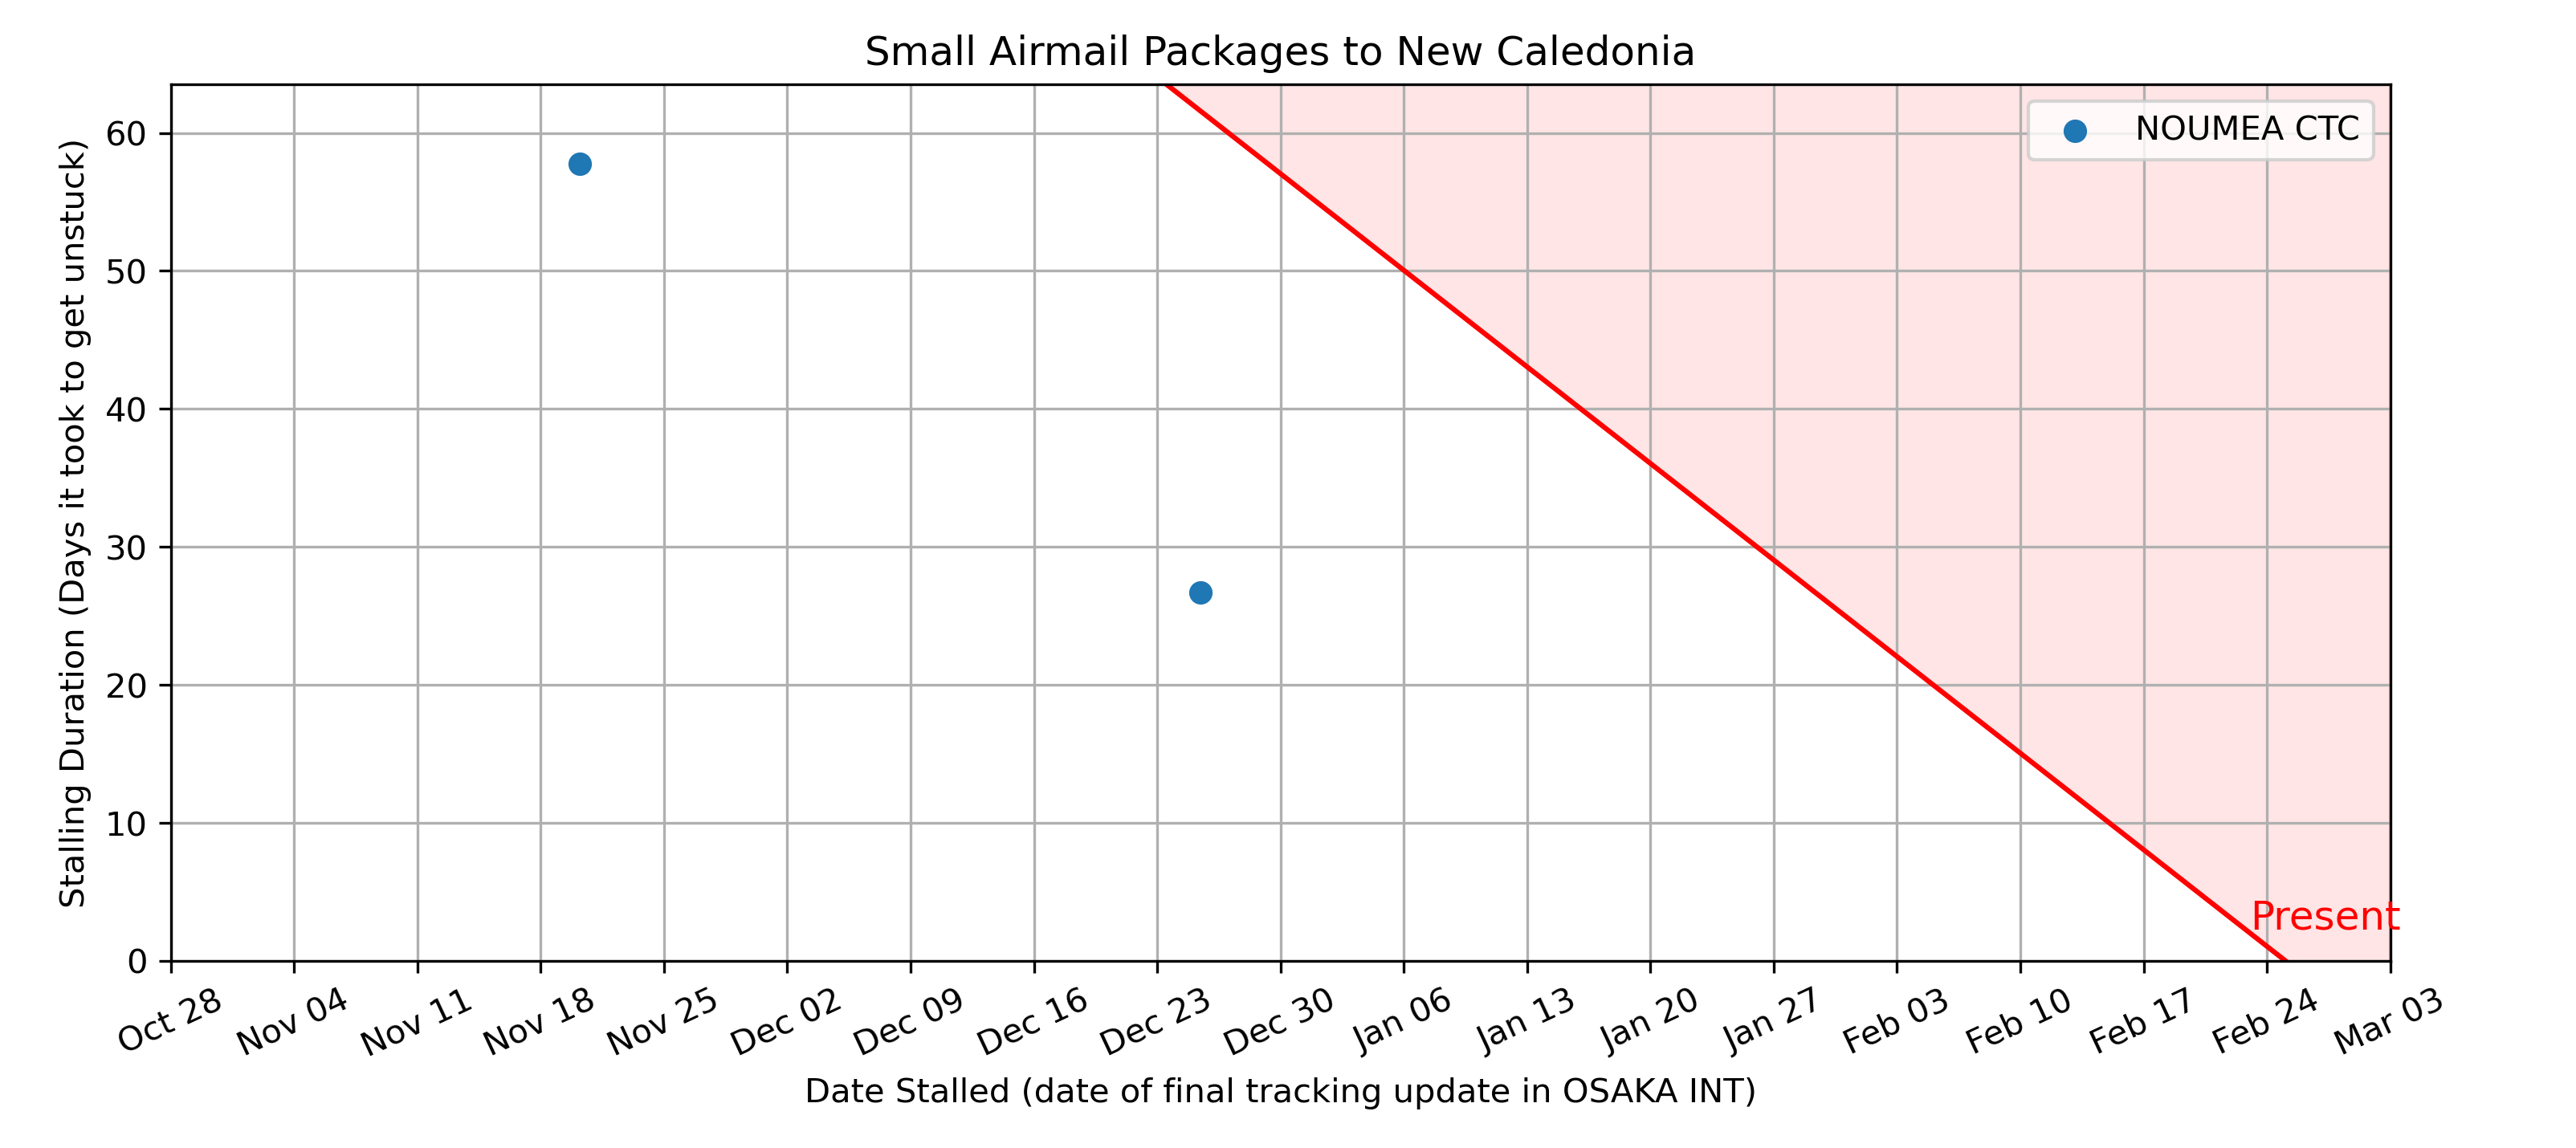 Small Airmail Packages to New Caledonia
NOUMEA CTC
Stalling Duration (Days it took to get unstuck)
60
50
40
30
20
10
0
Present
Oct 28
Nov 04
Nov 11
Nov 18
Nov 25
Dec 02
Dec 09
Dec 16
Dec 23
Dec 30
Jan 06
Jan 13
Jan 20
Jan 27
Feb 03
Feb 10
Feb 17
Feb 24
Mar 03
Date Stalled (date of final tracking update in OSAKA INT)